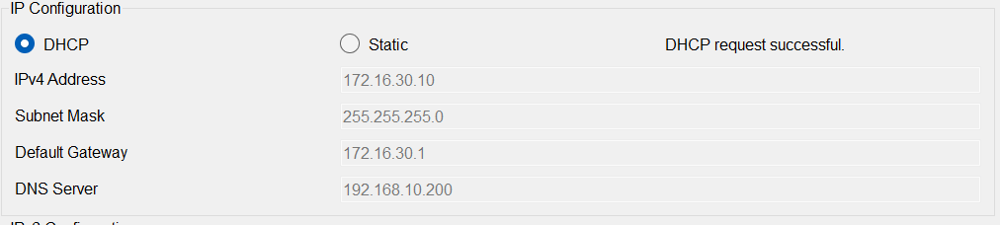 IP Configuration
DHCP Static DHCP request successful.
IPv4 Address 172.16.30.10
Subnet Mask 255.255.255.0
Default Gateway 172.16.30.1
DNS Server 192.168.10.200